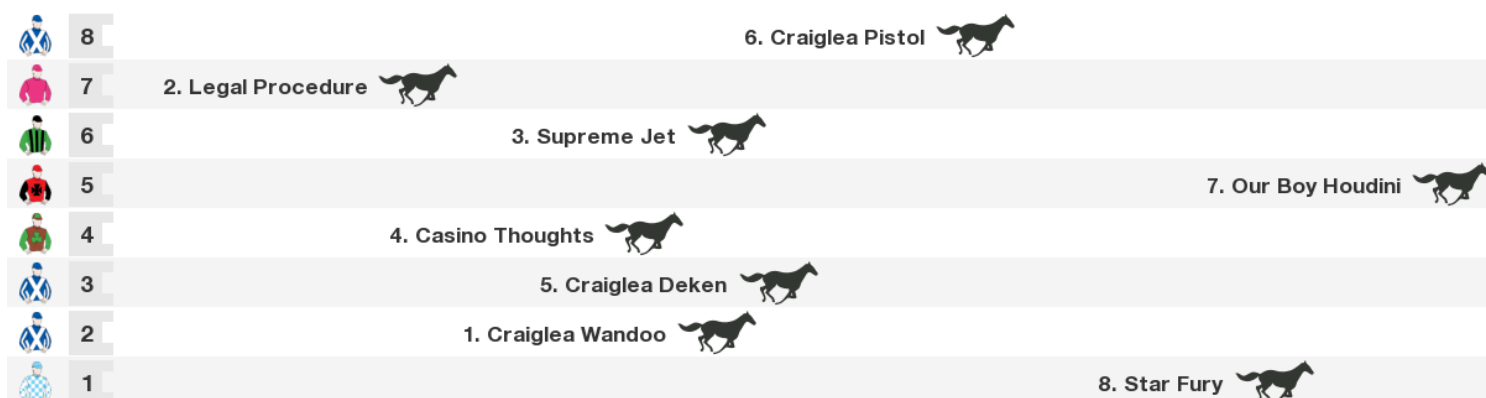 8 6. Craiglea Pistol
7 2. Legal Procedure
6 3. Supreme Jet
5 7. Our Boy Houdini
4 4. Casino Thoughts
3 5. Craiglea Deken
2 1. Craiglea Wandoo
1 8. Star Fury